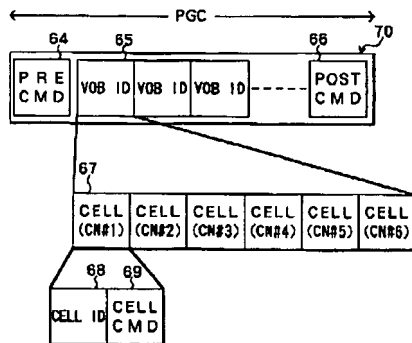 PGC
64 65 66 70
PRE CMD VOB ID VOB ID VOB ID POST CMD
67
CELL (CN#1) CELL (CN#2) CELL (CN#3) CELL (CN#4) CELL (CN#5) CELL (CN#6)
68 69
CELL ID CELL CMD